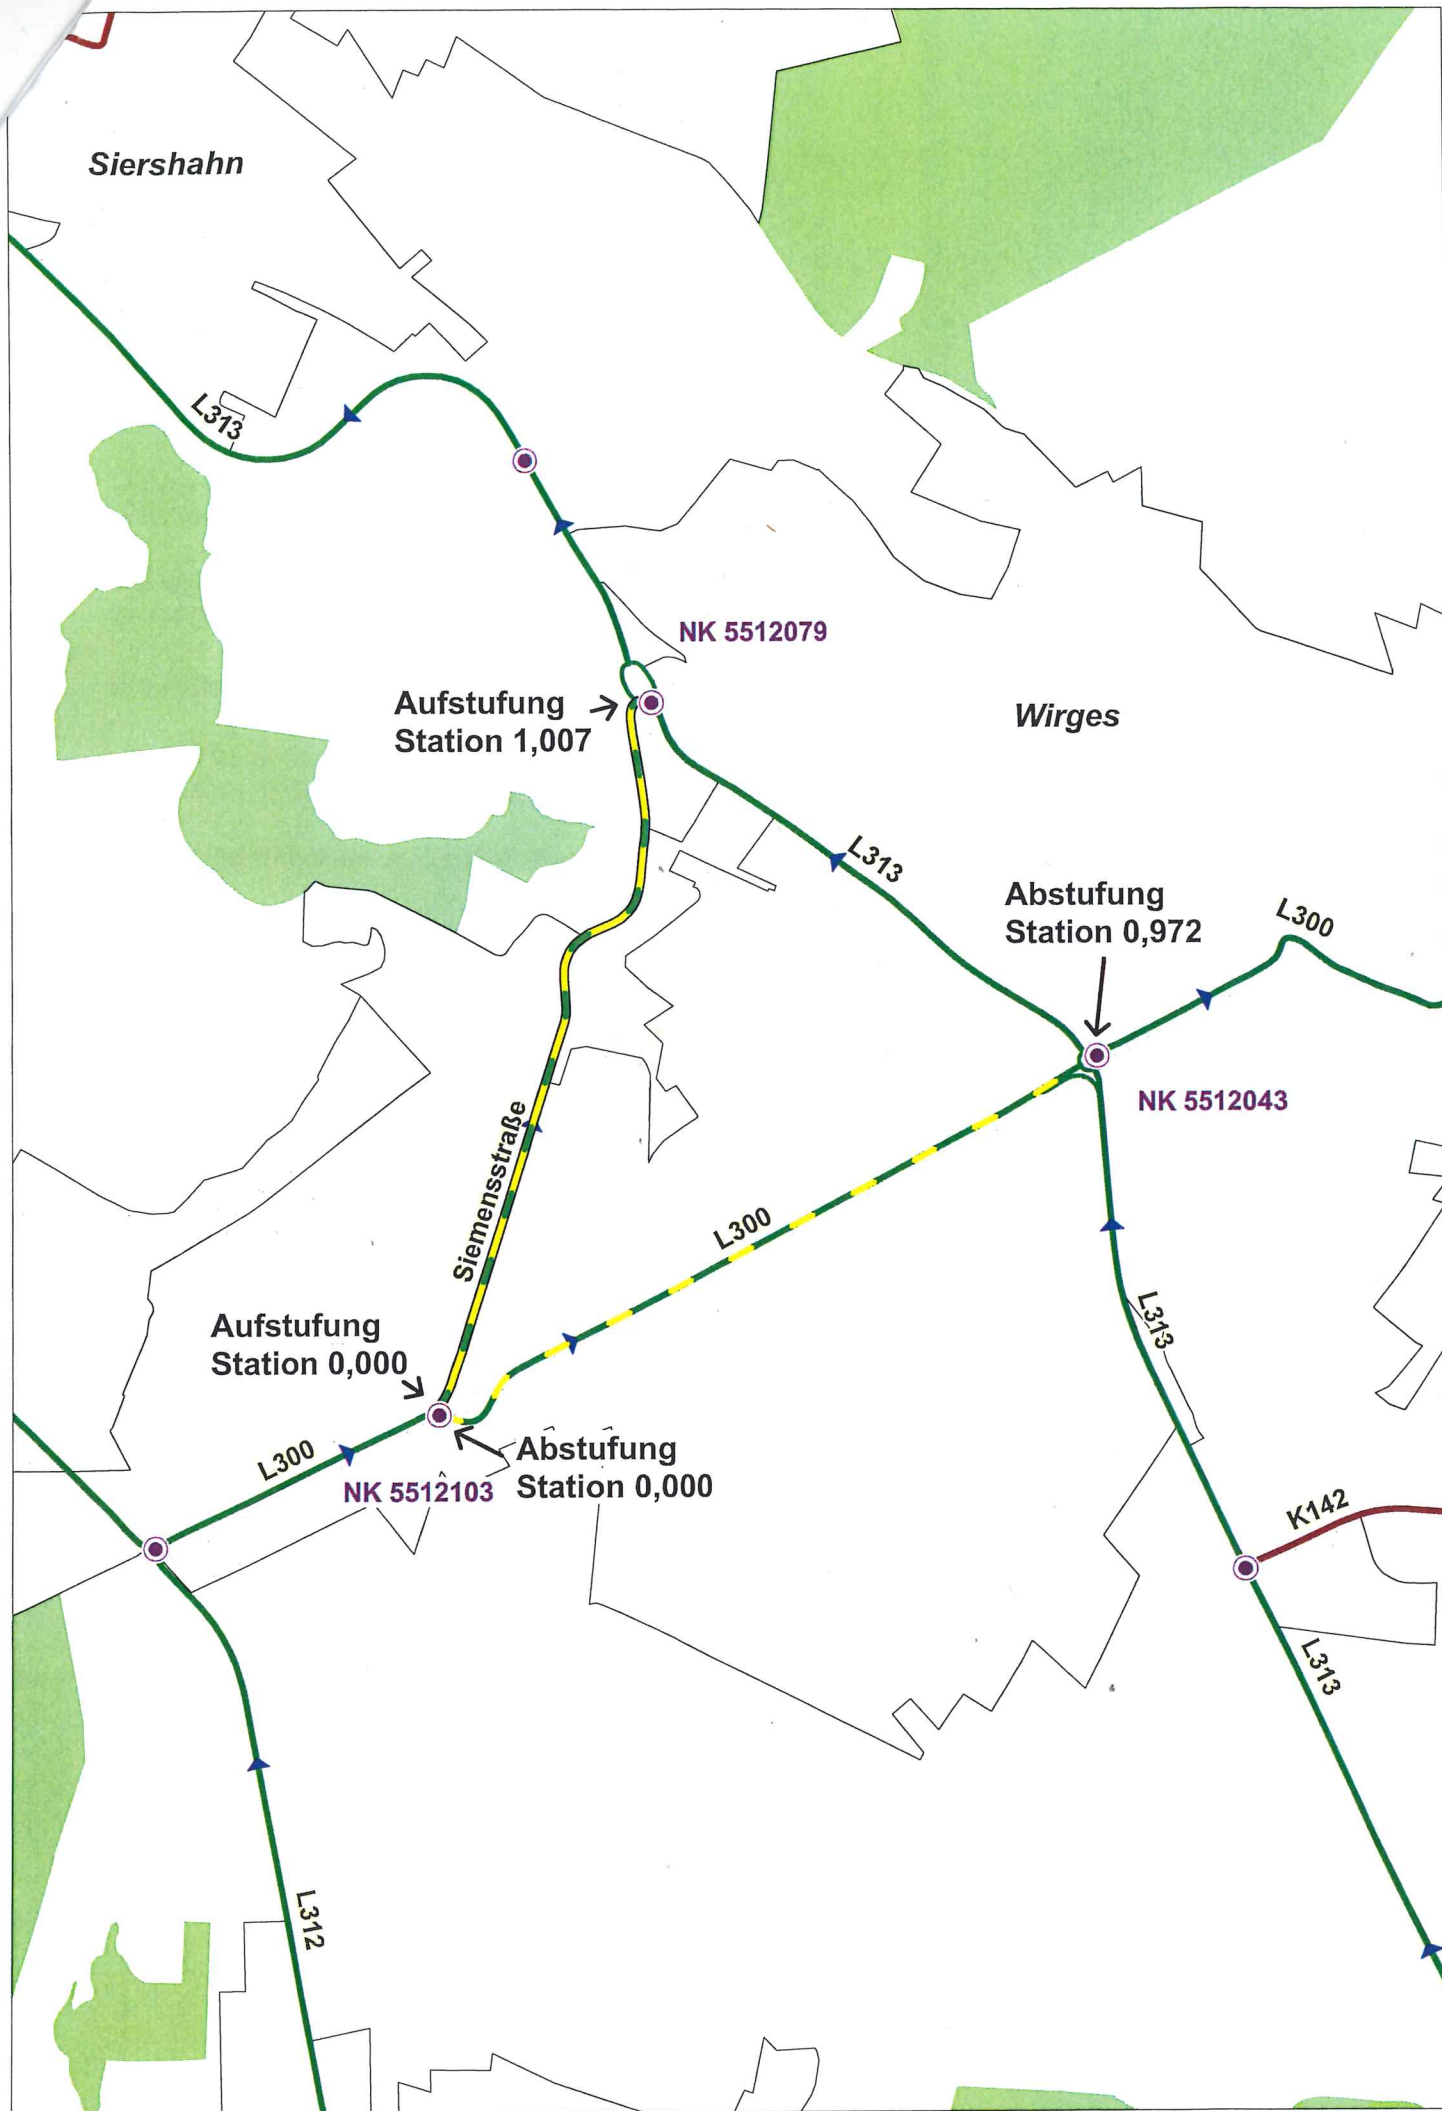 Siershahn
L313
NK 5512079
Aufstufung
Station 1,007
Wirges
L313
Abstufung
Station 0,972
L300
NK 5512043
Siemensstraße
L300
L313
Aufstufung
Station 0,000
L300
Abstufung
Station 0,000
NK 5512103
K142
L313
L312